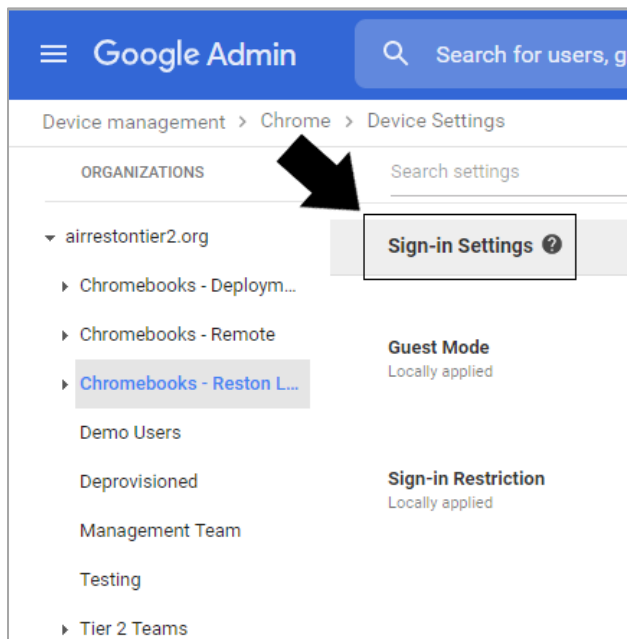 Google Admin
Search for users, g
Device management > Chrome > Device Settings
ORGANIZATIONS
Search settings
airrestontier2.org
Sign-in Settings
Chromebooks - Deploym...
Chromebooks - Remote
Guest Mode
Locally applied
Chromebooks - Reston L...
Demo Users
Deprovisioned
Sign-in Restriction
Locally applied
Management Team
Testing
Tier 2 Teams